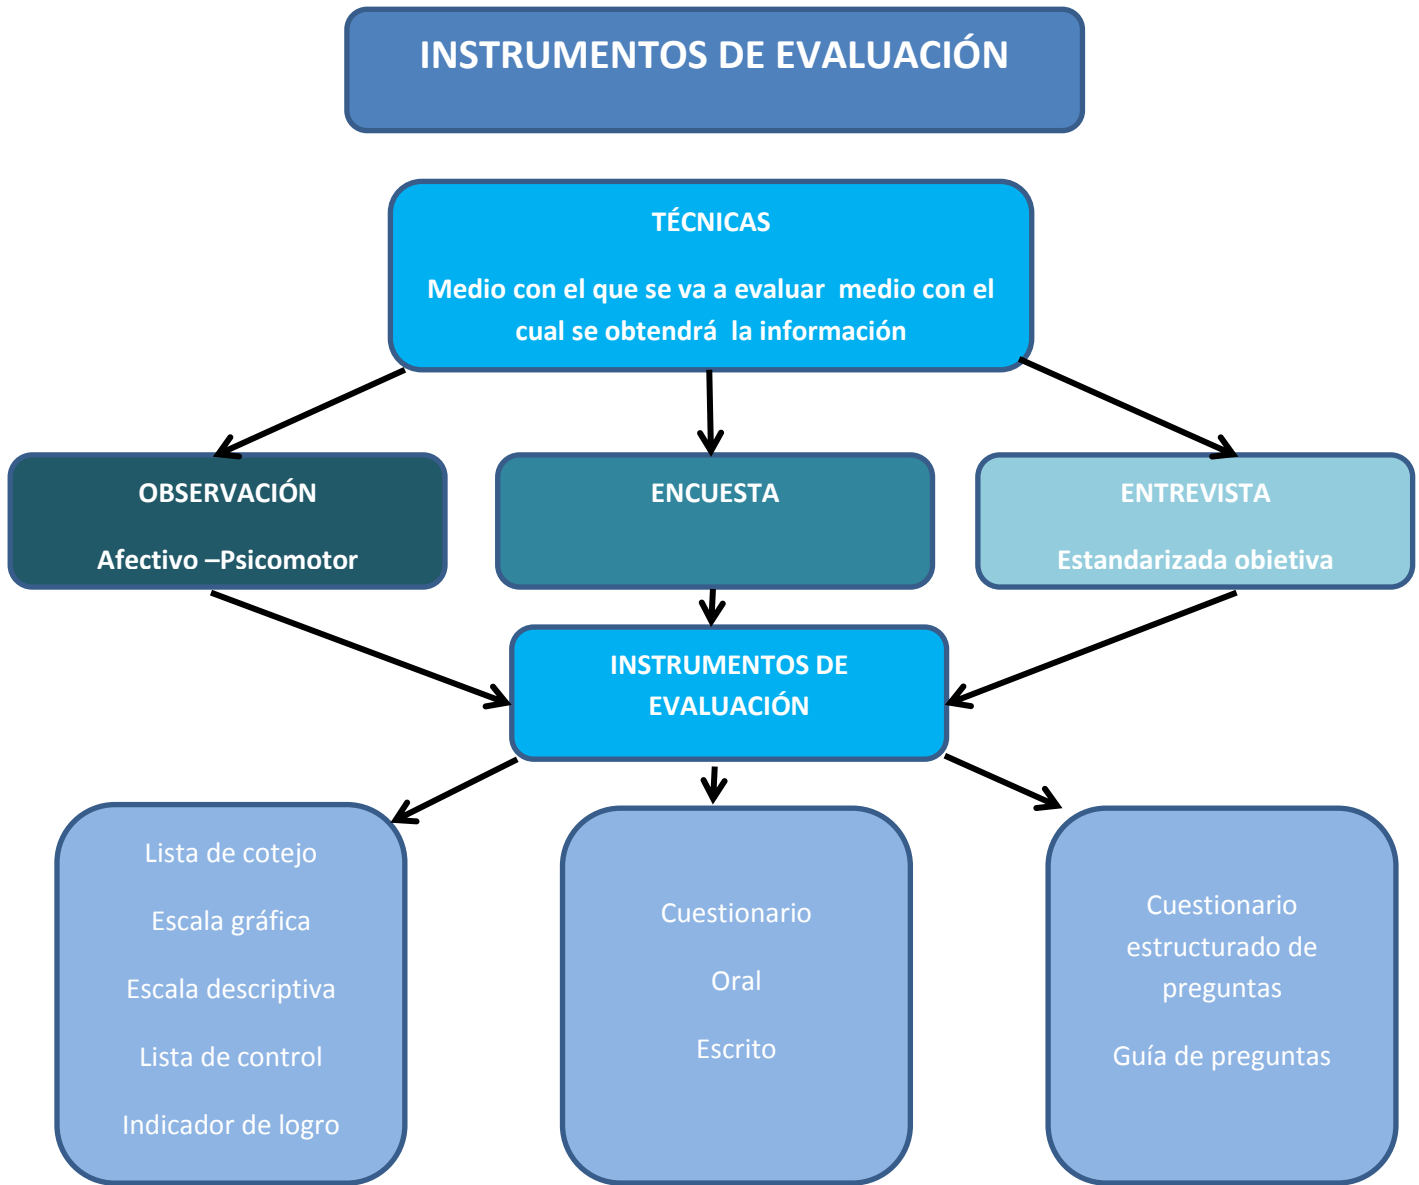 INSTRUMENTOS DE EVALUACIÓN
TÉCNICAS
Medio con el que se va a evaluar  medio con el
cual se obtendrá  la información
OBSERVACIÓN
Afectivo –Psicomotor
ENCUESTA
ENTREVISTA
Estandarizada objetiva
INSTRUMENTOS DE
EVALUACIÓN
Lista de cotejo
Escala gráfica
Escala descriptiva
Lista de control
Indicador de logro
Cuestionario
Oral
Escrito
Cuestionario
estructurado de
preguntas
Guía de preguntas